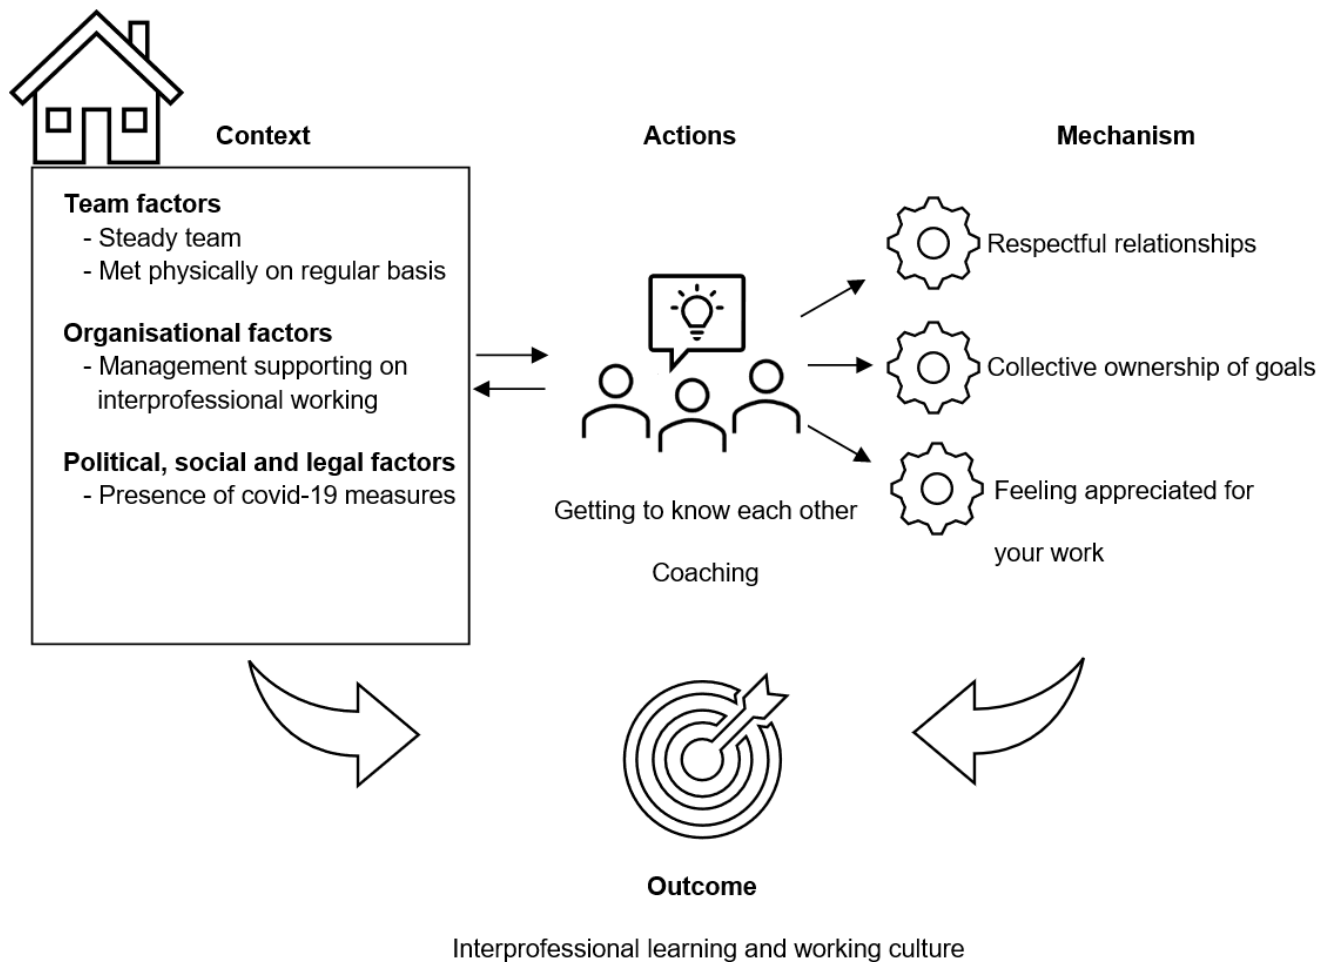 Context
Actions
Mechanism
Team factors
- Steady team
- Met physically on regular basis
Organisational factors
- Management supporting on
interprofessional working
Political, social and legal factors
- Presence of covid-19 measures
Getting to know each other
Coaching
Respectful relationships
Collective ownership of goals
Feeling appreciated for
your work
Outcome
Interprofessional learning and working culture